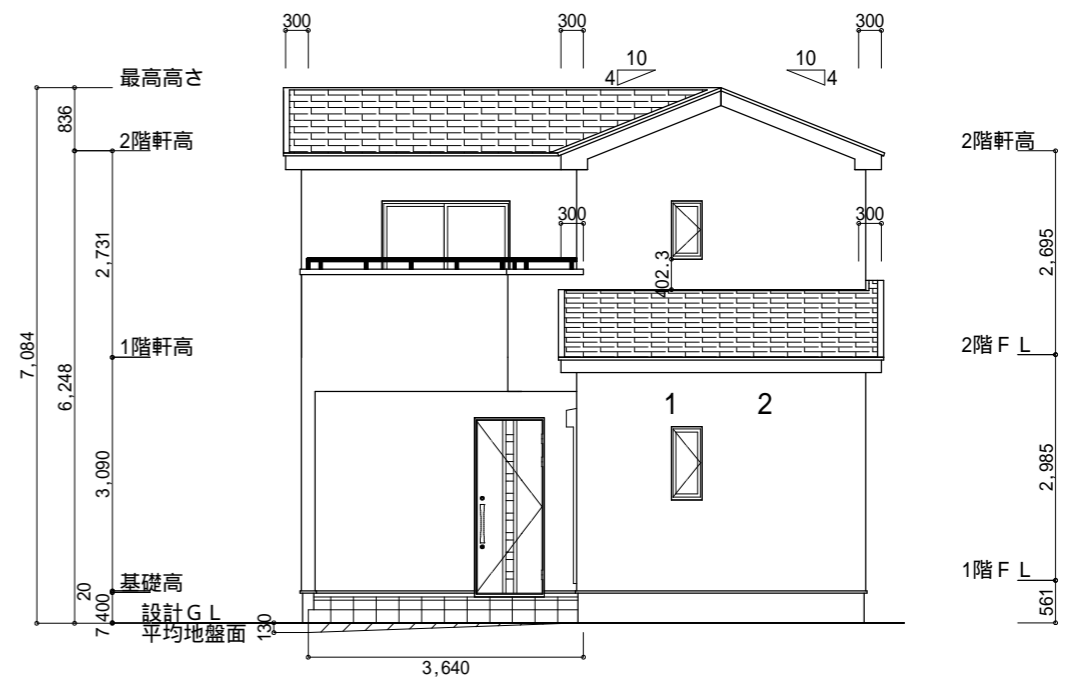 300 300 300
10 10
4 4
最高高さ
836
2階軒高 2階軒高
300 300
2,731 2,695
402.3
7,084
1階軒高 2階ＦＬ
6,248
1 2
3,090 2,985
1階ＦＬ
基礎高
20
400 561
設計ＧＬ
7
平均地盤面 130
3,640